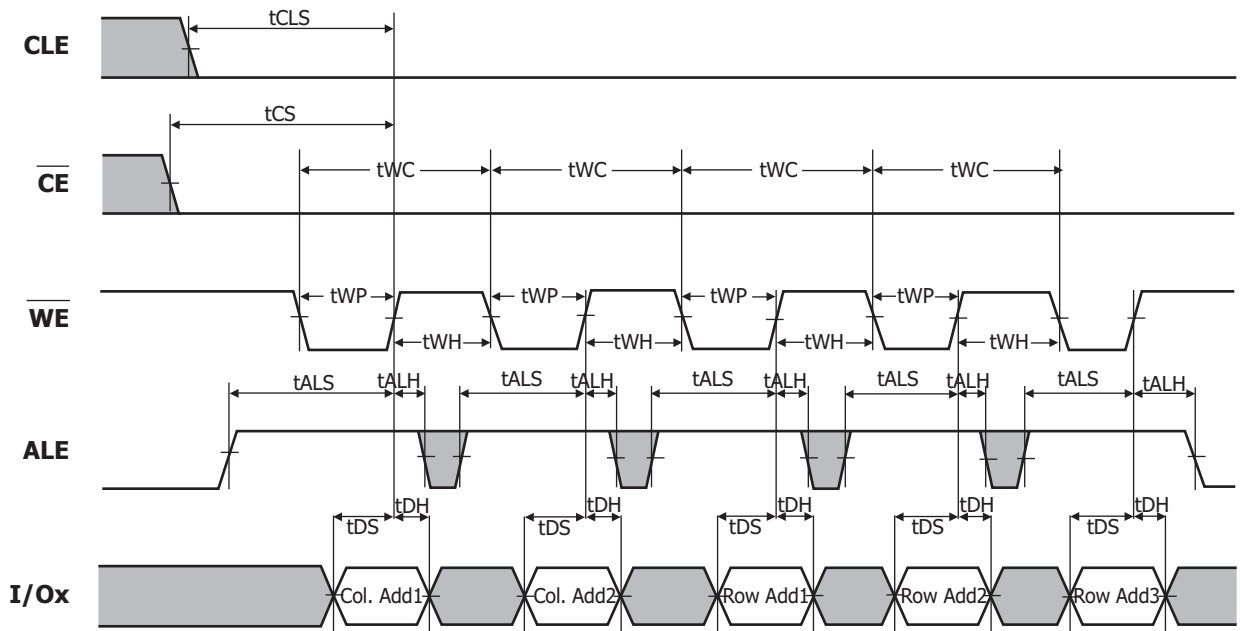 CLE
tCLS
tCS
CE
tWC tWC tWC tWC
WE
tWP tWP tWP tWP
tWH tWH tWH tWH
tALS tALH tALS tALH tALS tALH tALS tALH tALS tALH
ALE
tDS tDH tDS tDH tDS tDH tDS tDH tDS tDH
I/Ox
Col. Add1 Col. Add2 Row Add1 Row Add2 Row Add3